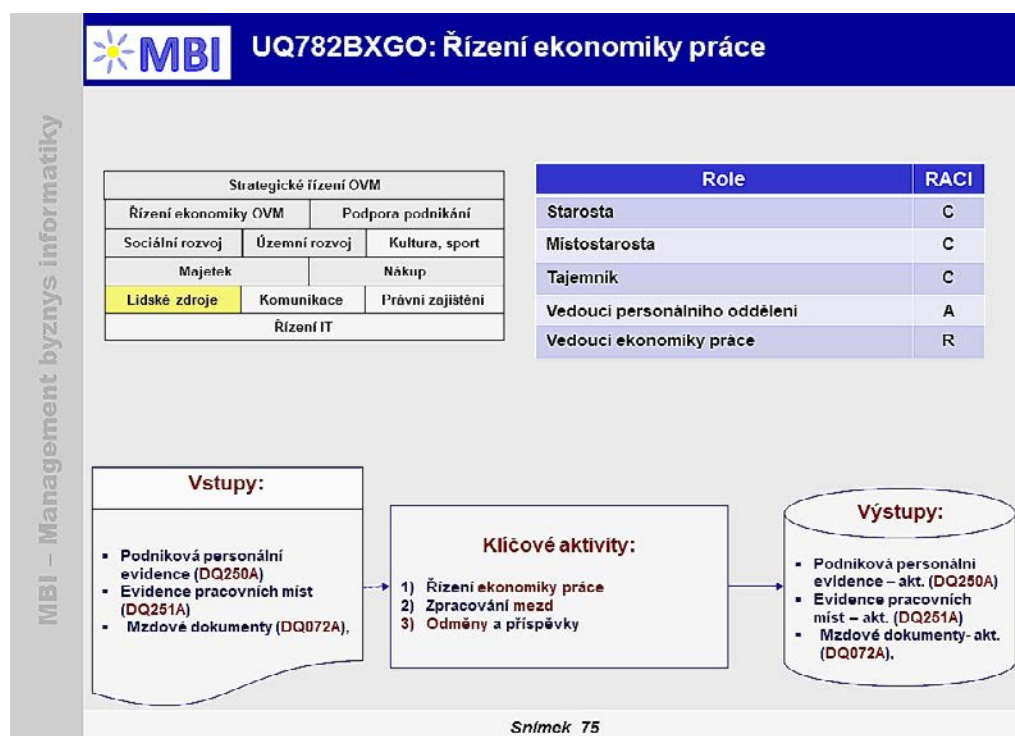 MBI
UQ782BXGO: Řízení ekonomiky práce
MBI – Management byznys informatiky
Strategické řízení OVM
Řízení ekonomiky OVM
Podpora podnikání
Sociální rozvoj
Územní rozvoj
Kultura, sport
Majetek
Nákup
Lidské zdroje
Komunikace
Právní zajištění
Řízení IT
Role RACI
Starosta C
Místostarosta C
Tajemník C
Vedoucí personálního oddělení A
Vedoucí ekonomiky práce R
Vstupy:
▪ Podniková personální
evidence (DQ250A)
▪ Evidence pracovních míst
(DQ251A)
▪ Mzdové dokumenty (DQ072A),
Klíčové aktivity:
1) Řízení ekonomiky práce
2) Zpracování mezd
3) Odměny a příspěvky
Výstupy:
▪ Podniková personální
evidence – akt. (DQ250A)
▪ Evidence pracovních
míst – akt. (DQ251A)
▪ Mzdové dokumenty- akt.
(DQ072A),
Snímek 75